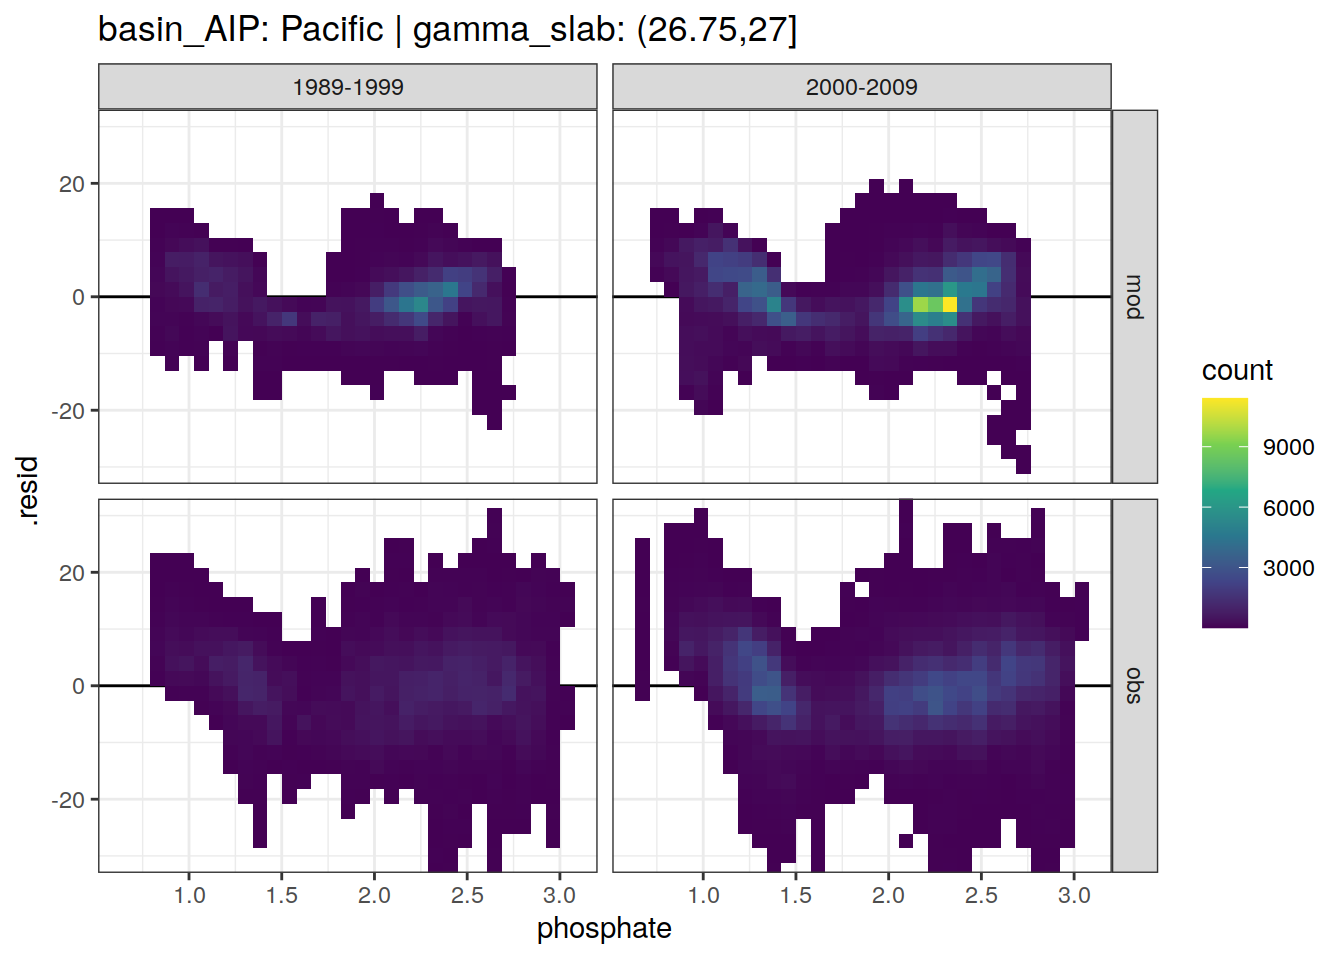 basin_AIP: Pacific | gamma_slab: (26.75,27]
1989-1999
2000-2009
20
0
-20
mod
20
0
-20
obs
.resid
1.0 1.5 2.0 2.5 3.0
1.0 1.5 2.0 2.5 3.0
phosphate
count
9000
6000
3000